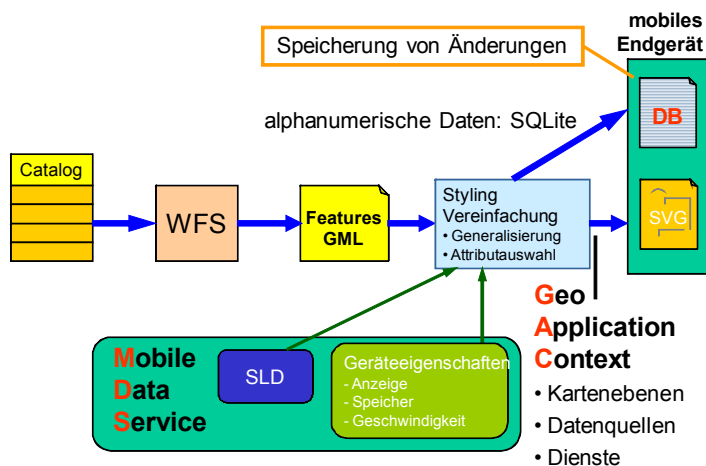 mobiles
Endgerät
Speicherung von Änderungen
DB
alphanumerische Daten: SQLite
Catalog
WFS
Features
GML
Styling
Vereinfachung
• Generalisierung
• Attributauswahl
SVG
Geo
Application
Context
• Kartenebenen
• Datenquellen
• Dienste
Mobile
Data
Service
SLD
Geräteeigenschaften
- Anzeige
- Speicher
- Geschwindigkeit